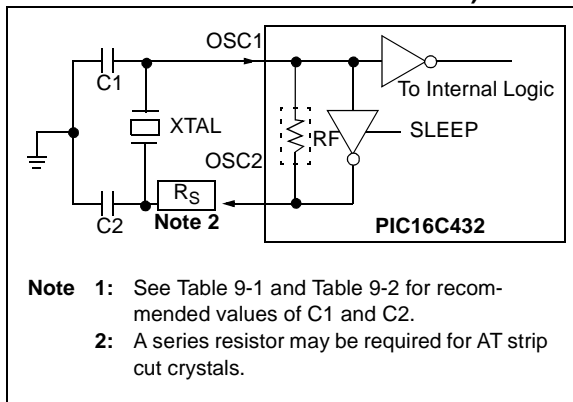 OSC1
C1
To Internal Logic
XTAL
RF
SLEEP
OSC2
RS
C2
Note 2
PIC16C432
Note 1: See Table 9-1 and Table 9-2 for recom-
mended values of C1 and C2.
2: A series resistor may be required for AT strip
cut crystals.